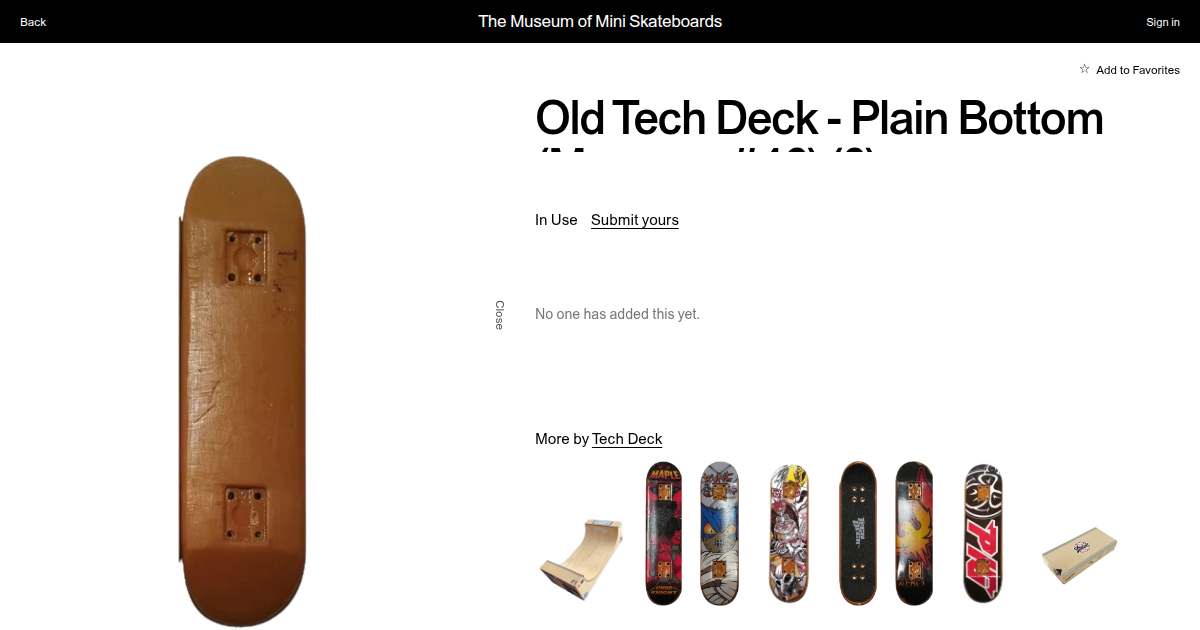 Back
The Museum of Mini Skateboards
Sign in
☆ Add to Favorites
Old Tech Deck - Plain Bottom
In Use Submit yours
Close
No one has added this yet.
More by Tech Deck
MAPLE